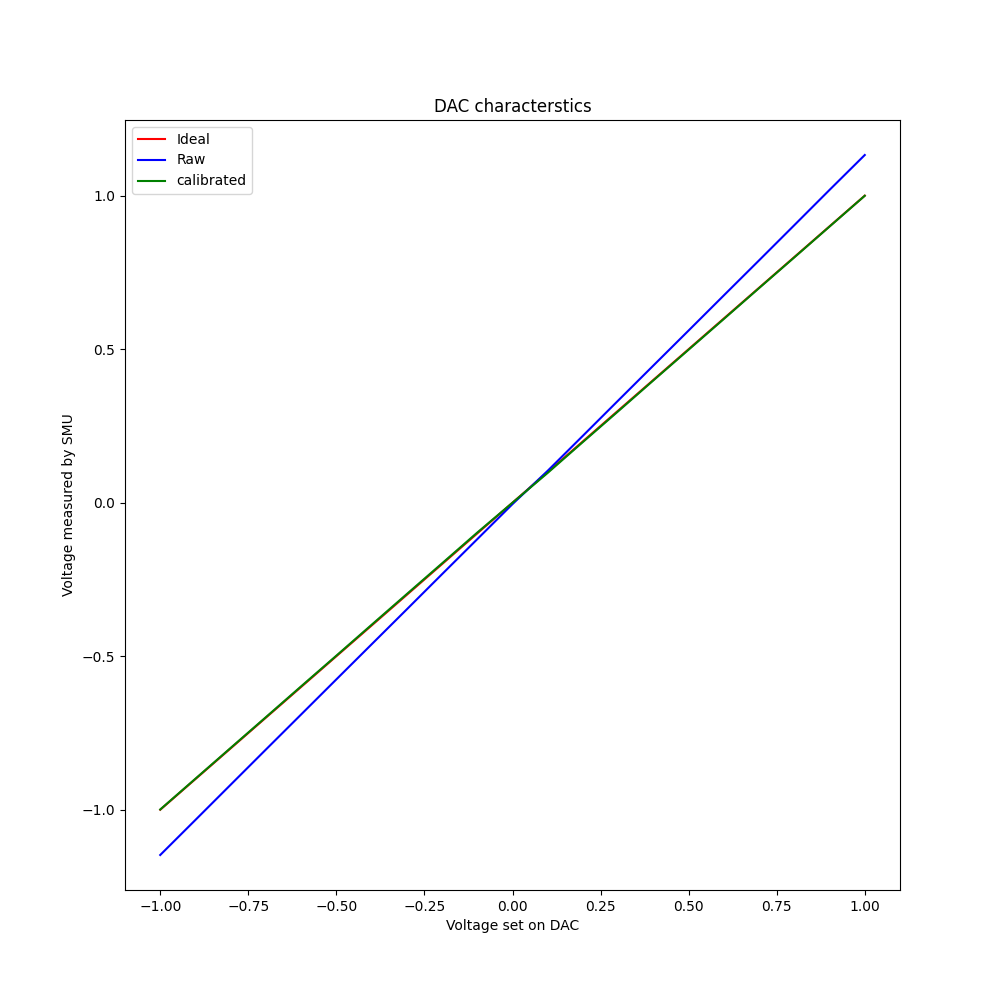 DAC characterstics
Ideal
Raw
calibrated
1.0
0.5
0.0
−0.5
−1.0
Voltage measured by SMU
−1.00 −0.75 −0.50 −0.25 0.00 0.25 0.50 0.75 1.00
Voltage set on DAC